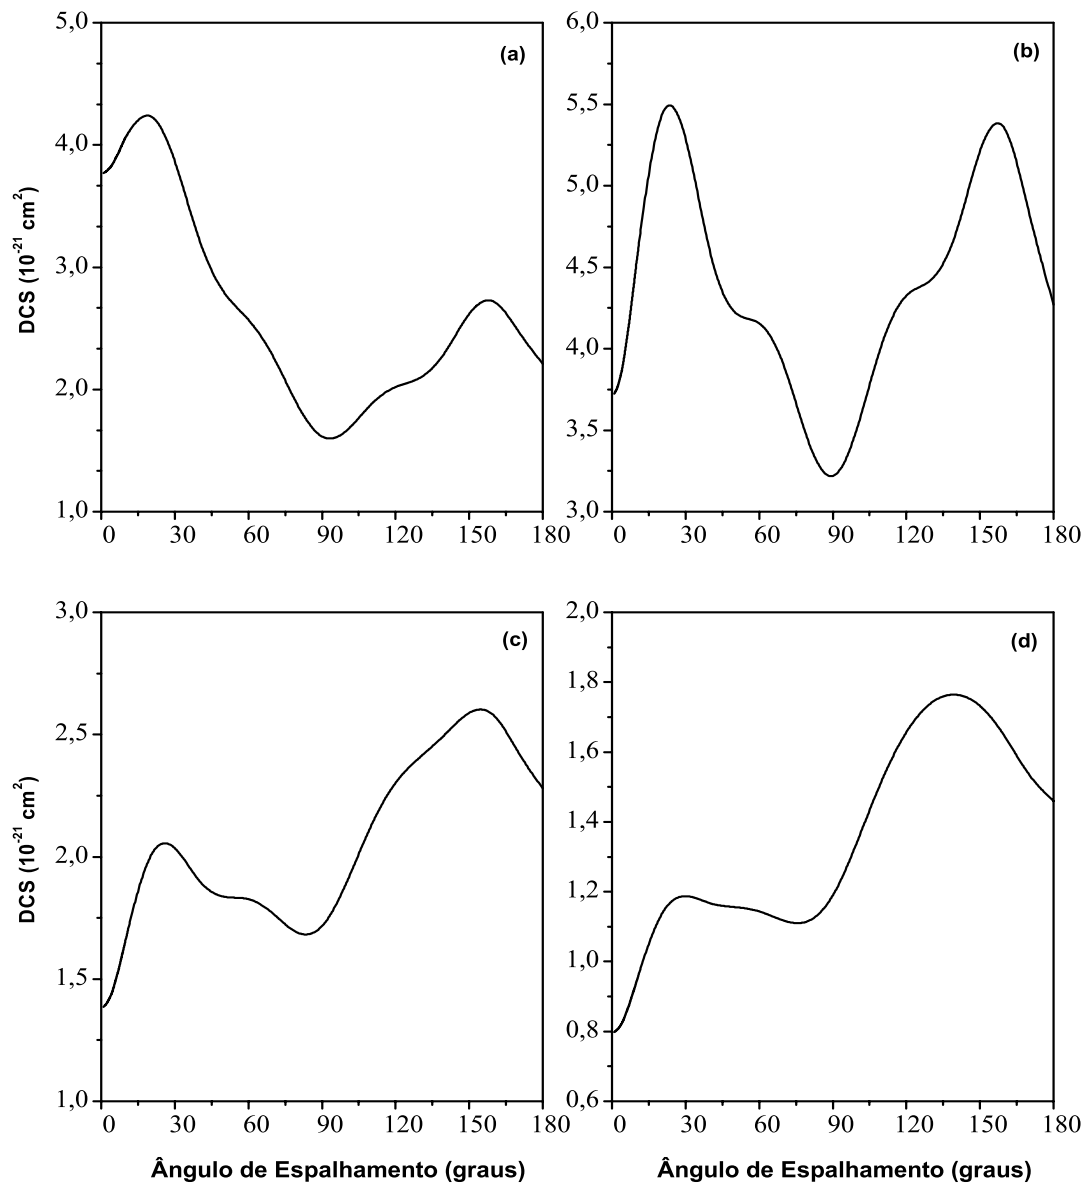 5,0
4,0
3,0
2,0
1,0
(a)
DCS (10⁻²¹ cm²)
0 30 60 90 120 150 180
6,0
5,5
5,0
4,5
4,0
3,5
3,0
(b)
0 30 60 90 120 150 180
3,0
2,5
2,0
1,5
1,0
(c)
DCS (10⁻²¹ cm²)
0 30 60 90 120 150 180
Ângulo de Espalhamento (graus)
2,0
1,8
1,6
1,4
1,2
1,0
0,8
0,6
(d)
0 30 60 90 120 150 180
Ângulo de Espalhamento (graus)